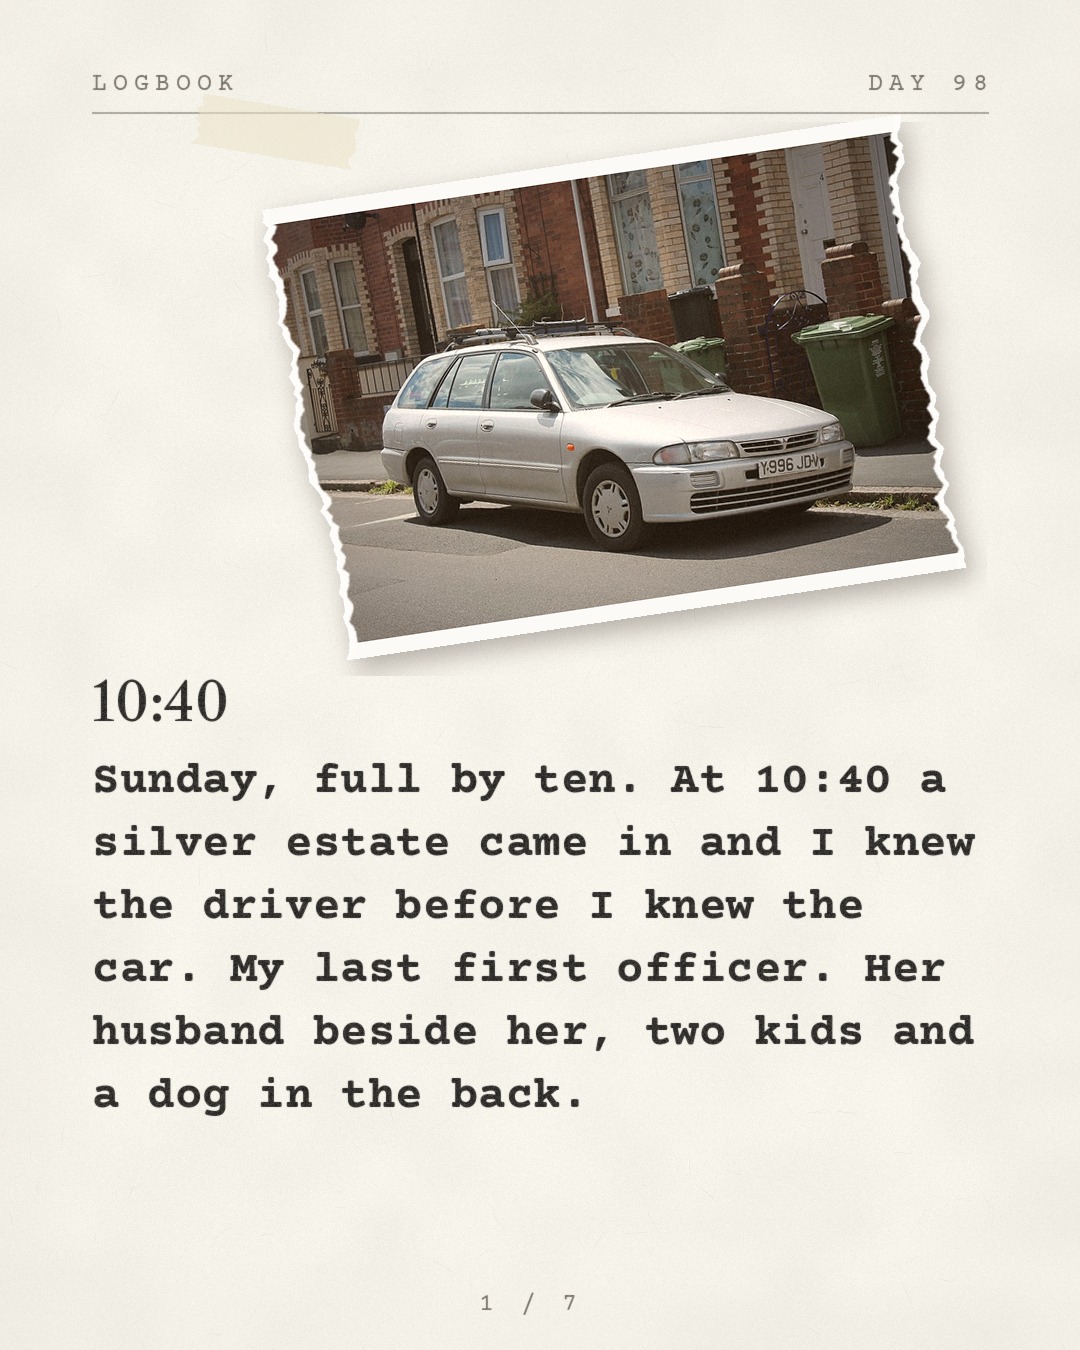 LOGBOOK DAY 98
4
Y996 JDV
10:40
Sunday, full by ten. At 10:40 a
silver estate came in and I knew
the driver before I knew the
car. My last first officer. Her
husband beside her, two kids and
a dog in the back.
1 / 7